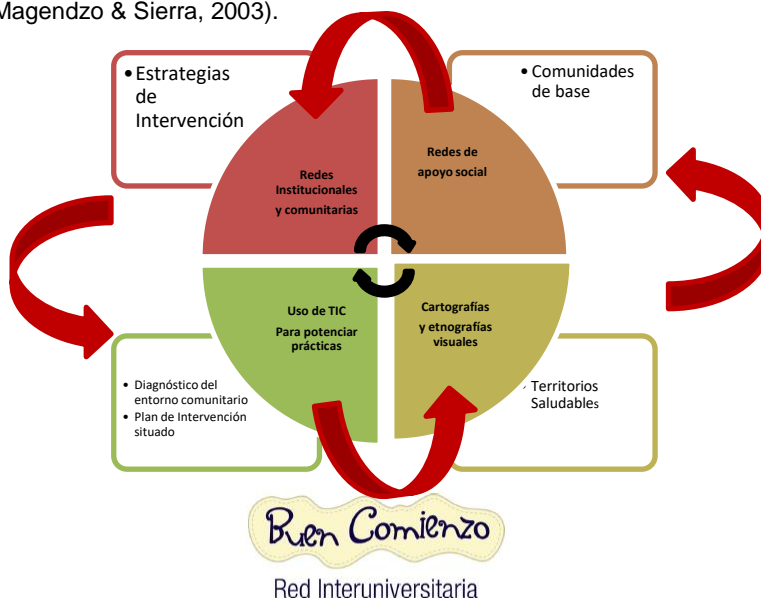 Magendzo & Sierra, 2003).
• Estrategias
de
Intervención
• Comunidades
de base
Redes
Institucionales
y comunitarias
Redes de
apoyo social
Uso de TIC
Para potenciar
prácticas
Cartografías
y etnografías
visuales
• Diagnóstico del
entorno comunitario
• Plan de Intervención
situado
Territorios
Saludables
Buen Comienzo
Red Interuniversitaria